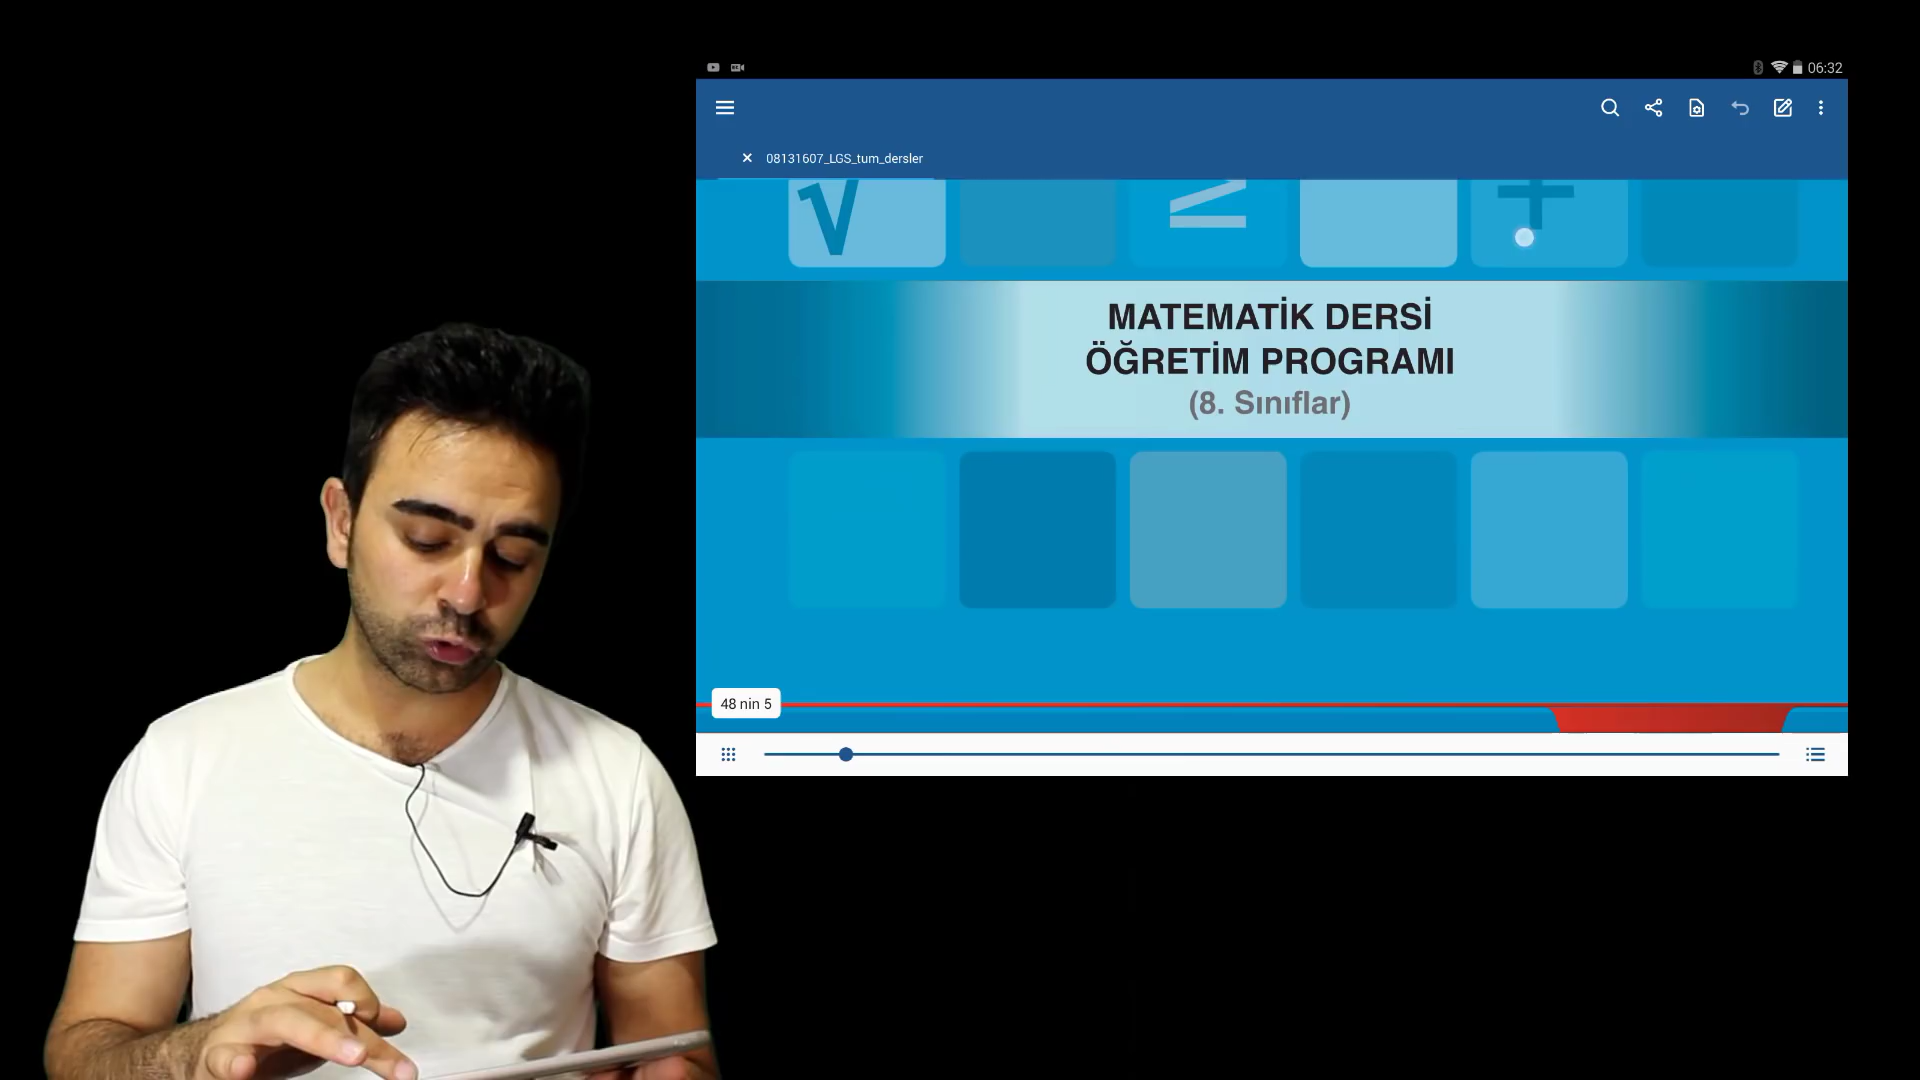 06:32
08131607_LGS_tum_dersler
√
≥
+
MATEMATİK DERSİ
ÖĞRETİM PROGRAMI
(8. Sınıflar)
48 nin 5